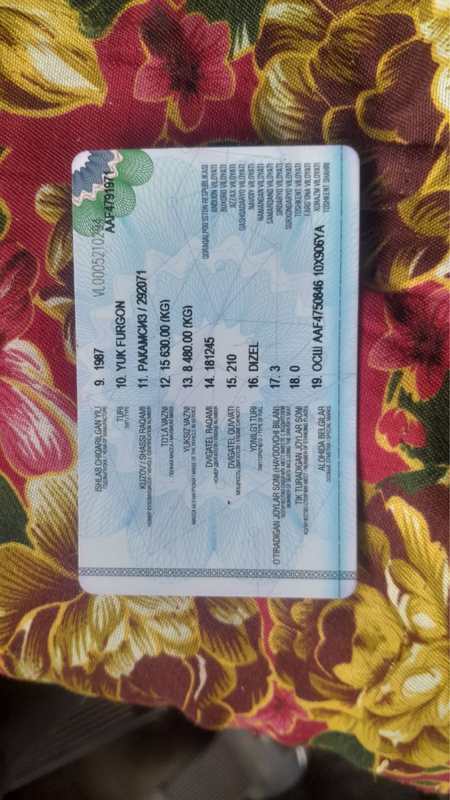 AAF4791971
ISHLAB CHIQARILGAN YILI 9. 1987
TURI 10. YUK FURGON
KUZOV / SHASSI RAQAMI 11. РАКАМСИЗ / 292071
TO'LA VAZNI 12. 15 630.00 (KG)
YUKSIZ VAZNI 13. 8 480.00 (KG)
DVIGATEL RAQAMI 14. 181245
DVIGATEL QUVVATI 15. 210
YONILG'I TURI 16. DIZEL
O'TIRADIGAN JOYLAR SONI (HAYDOVCHI BILAN) 17. 3
TIK TURADIGAN JOYLAR SONI 18. 0
ALOHIDA BELGILAR 19. ОСШ AAF4750846 10X906YA
QORAQALPOG'ISTON RESPUBLIKASI
ANDIJON VILOYATI
BUXORO VILOYATI
JIZZAX VILOYATI
QASHQADARYO VILOYATI
NAVOIY VILOYATI
NAMANGAN VILOYATI
SAMARQAND VILOYATI
SIRDARYO VILOYATI
SURXONDARYO VILOYATI
TOSHKENT VILOYATI
FARG'ONA VILOYATI
XORAZM VILOYATI
TOSHKENT SHAHRI